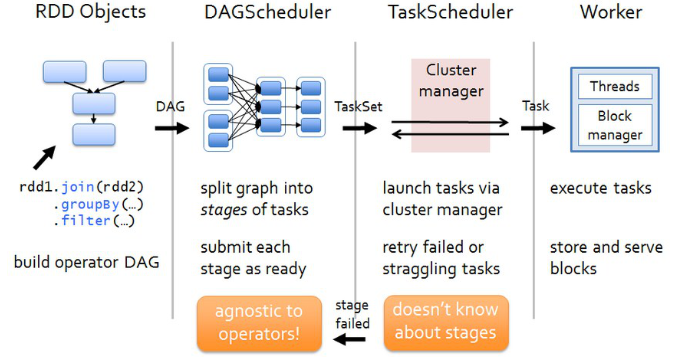 RDD Objects
DAGScheduler
TaskScheduler
Worker
DAG
TaskSet
Cluster
manager
Task
Threads
Block
manager
rdd1.join(rdd2)
.groupBy(…)
.filter(…)
build operator DAG
split graph into
stages of tasks
submit each
stage as ready
launch tasks via
cluster manager
retry failed or
straggling tasks
execute tasks
store and serve
blocks
agnostic to
operators!
stage
failed
doesn't know
about stages